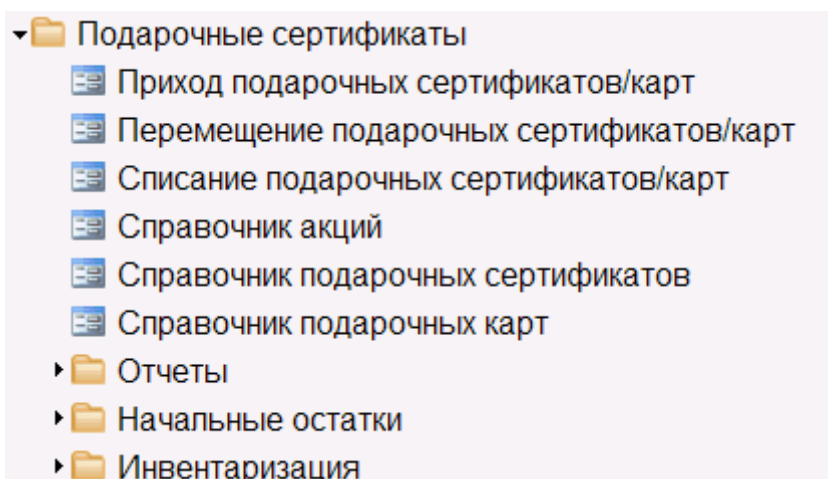 Подарочные сертификаты
Приход подарочных сертификатов/карт
Перемещение подарочных сертификатов/карт
Списание подарочных сертификатов/карт
Справочник акций
Справочник подарочных сертификатов
Справочник подарочных карт
Отчеты
Начальные остатки
Инвентаризация